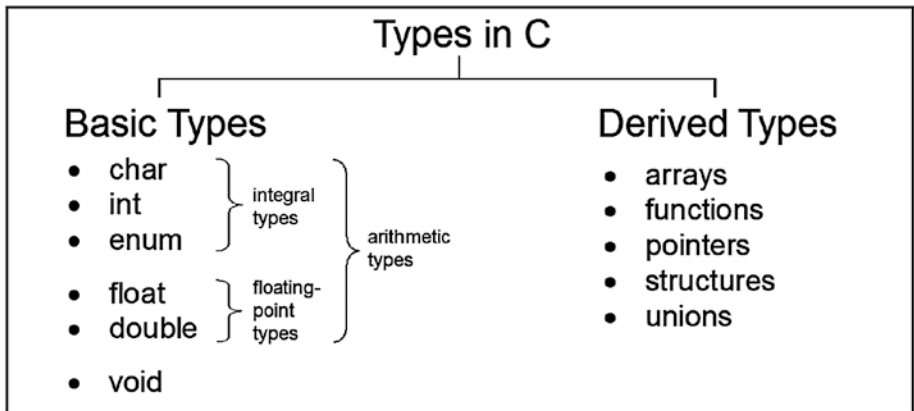 Types in C
Basic Types
• char
• int
• enum
integral
types
• float
• double
floating-
point
types
arithmetic
types
• void
Derived Types
• arrays
• functions
• pointers
• structures
• unions